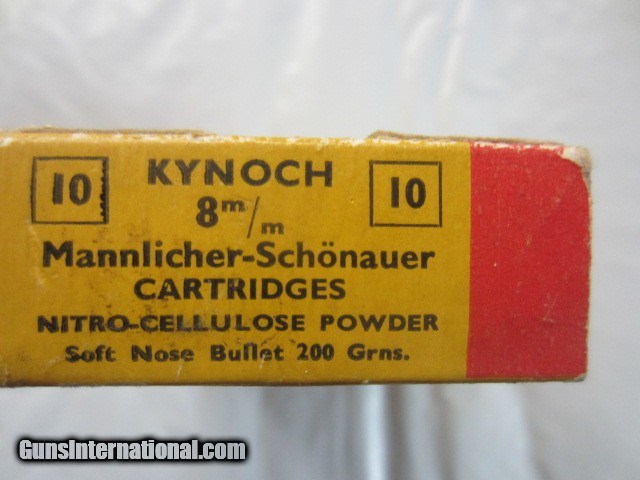 10 KYNOCH 10
8m/m
Mannlicher-Schönauer
CARTRIDGES
NITRO-CELLULOSE POWDER
Soft Nose Bullet 200 Grns.
GunsInternational.com